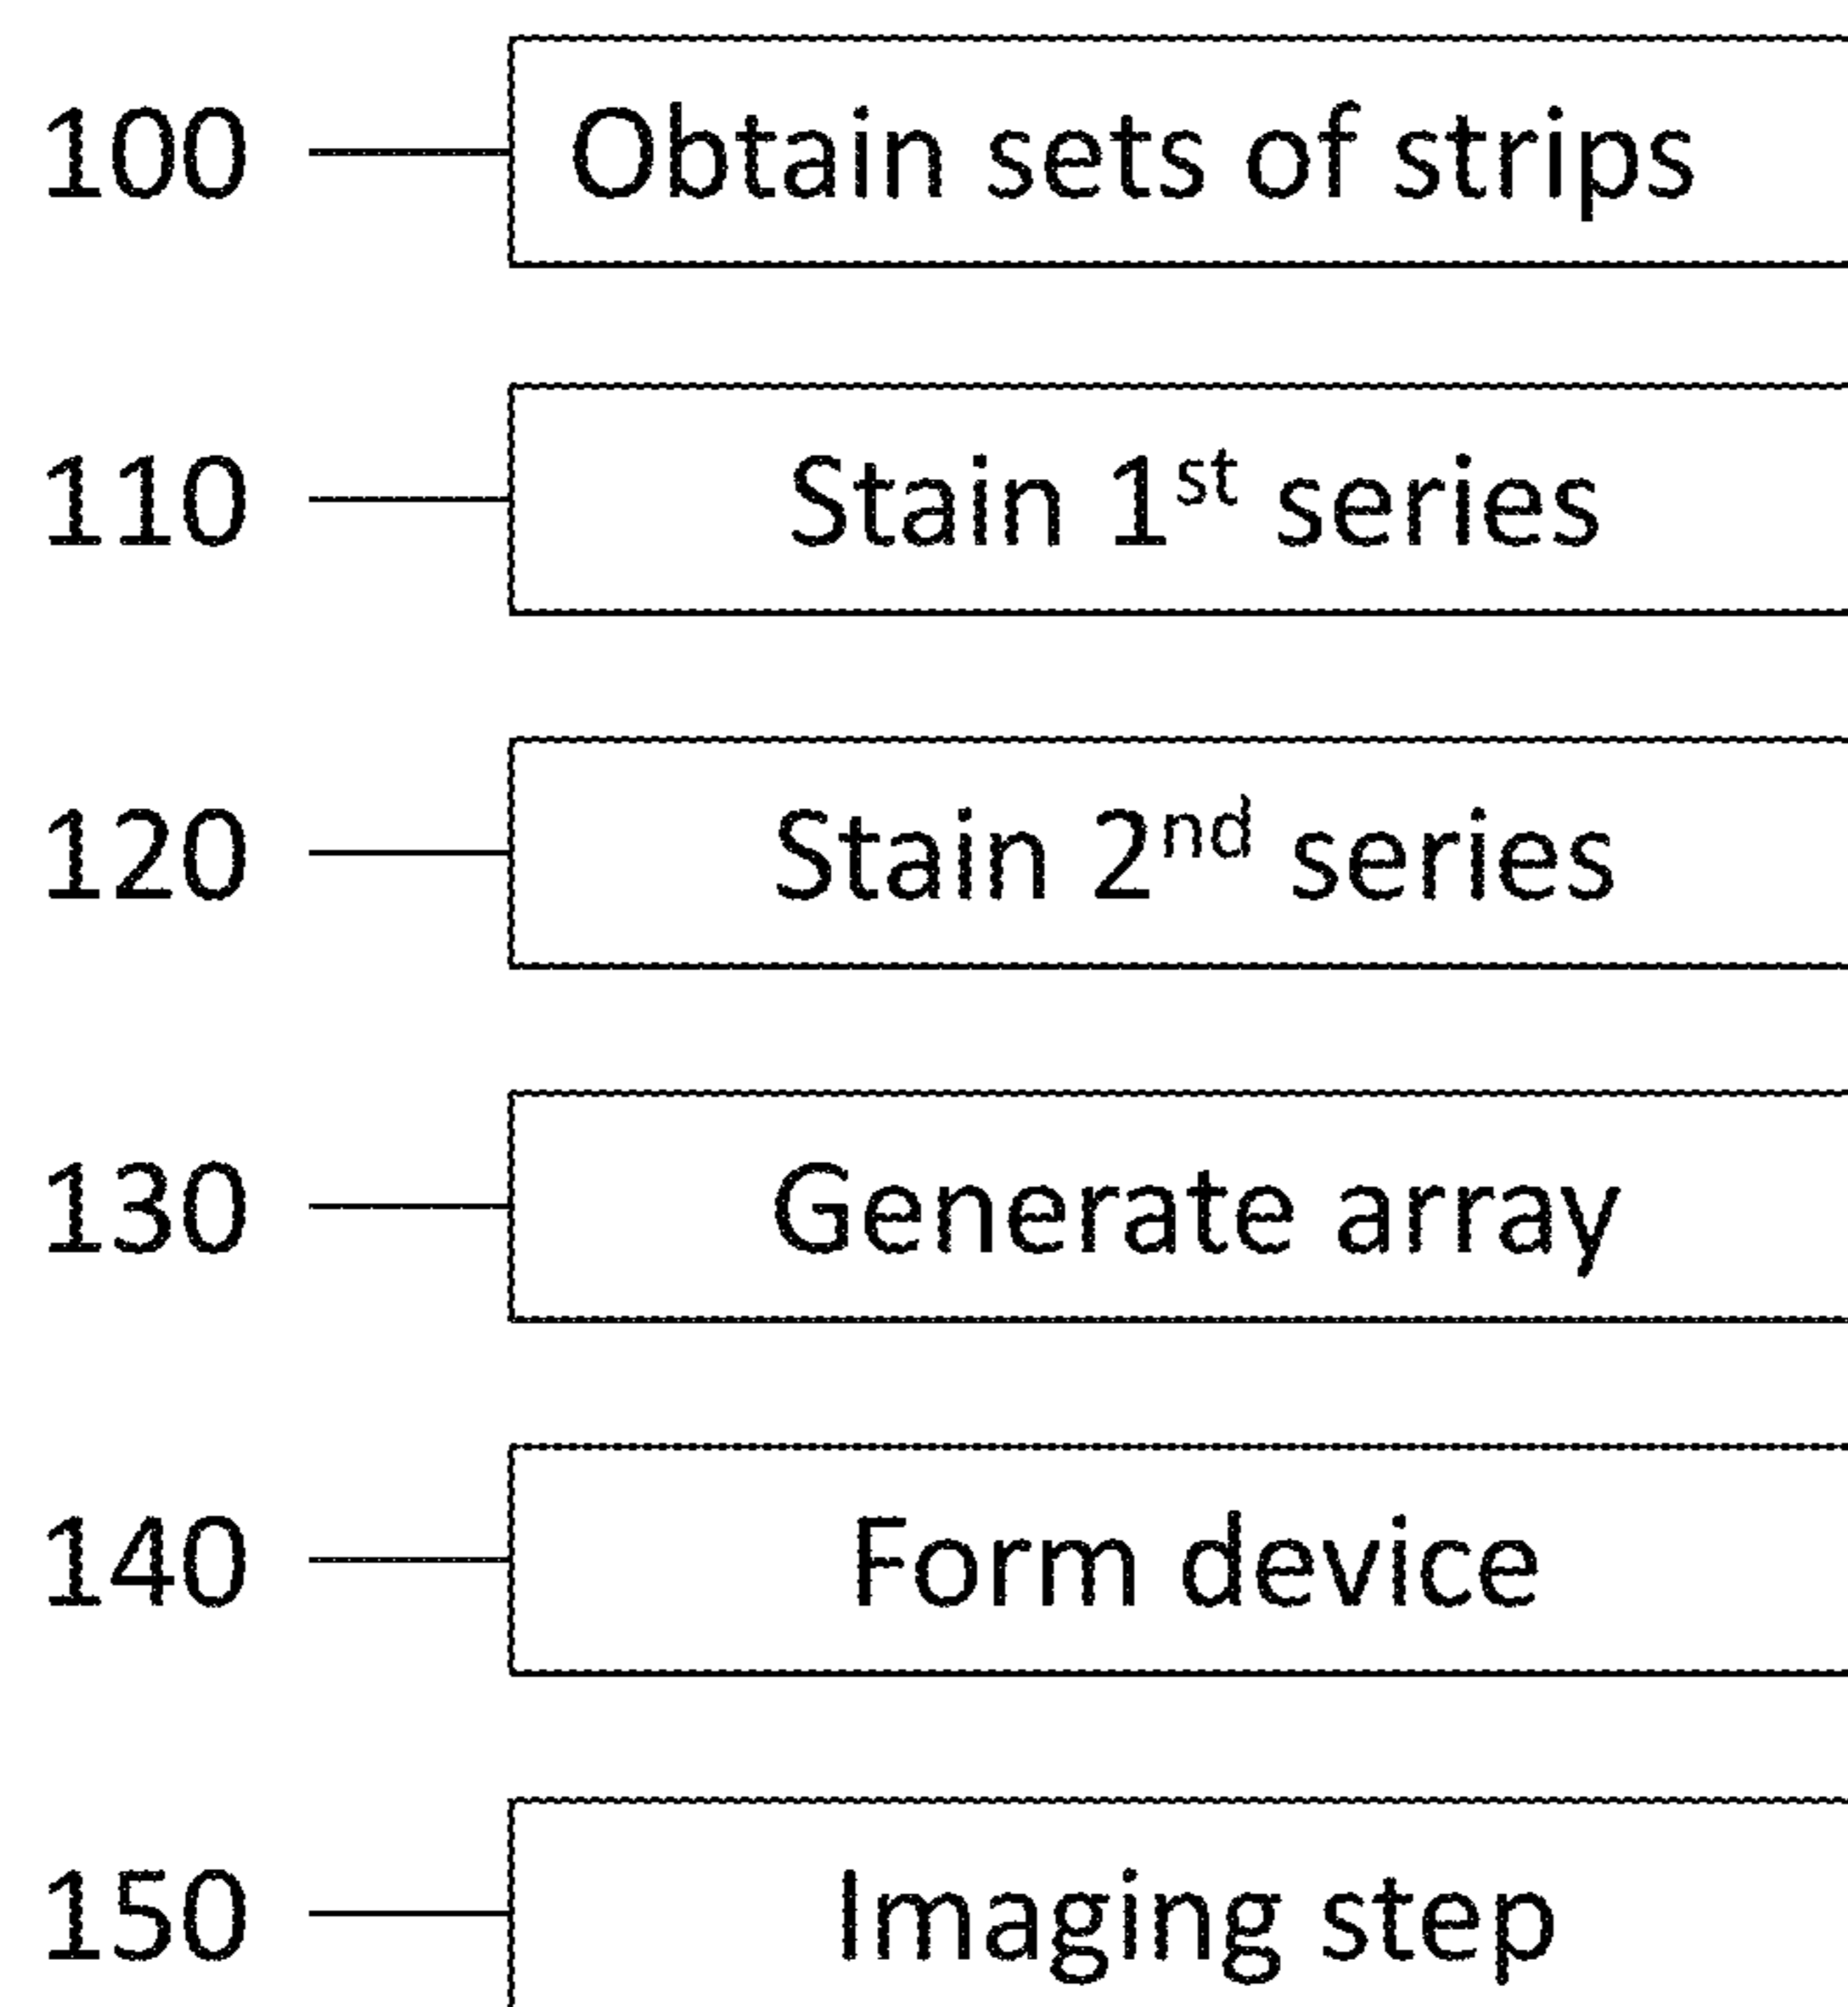 100 Obtain sets of strips
110 Stain 1st series
120 Stain 2nd series
130 Generate array
140 Form device
150 Imaging step